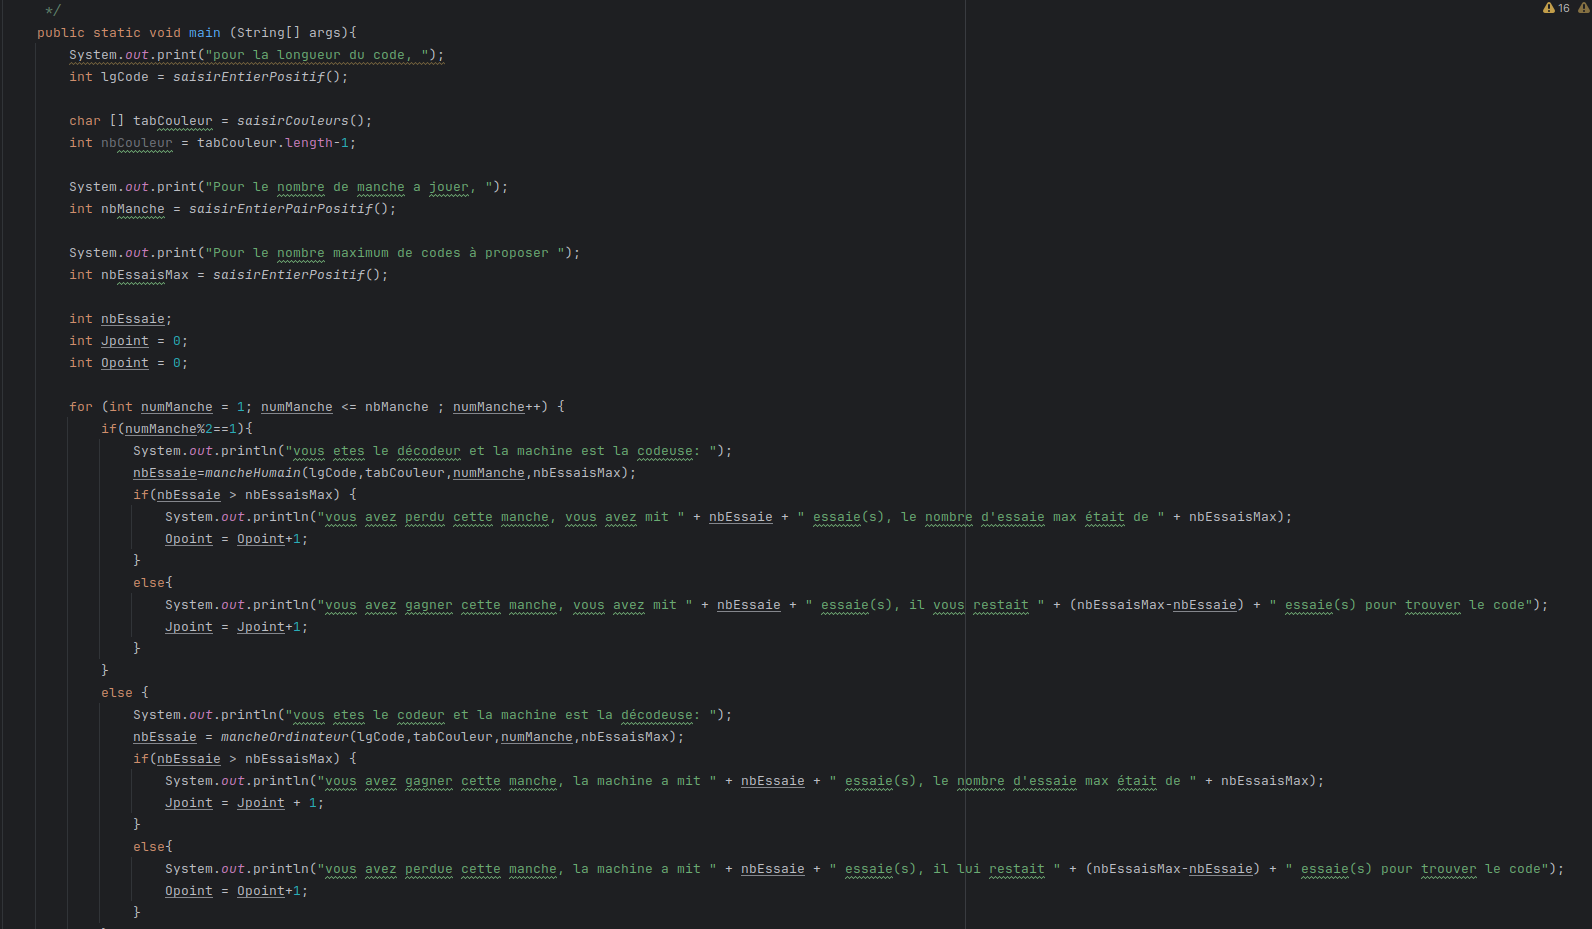 */
16
public static void main (String[] args){
System.out.print("pour la longueur du code, ");
int lgCode = saisirEntierPositif();
char [] tabCouleur = saisirCouleurs();
int nbCouleur = tabCouleur.length-1;
System.out.print("Pour le nombre de manche a jouer, ");
int nbManche = saisirEntierPairPositif();
System.out.print("Pour le nombre maximum de codes à proposer ");
int nbEssaisMax = saisirEntierPositif();
int nbEssaie;
int Jpoint = 0;
int Opoint = 0;
for (int numManche = 1; numManche <= nbManche ; numManche++) {
if(numManche%2==1){
System.out.println("vous etes le décodeur et la machine est la codeuse: ");
nbEssaie=mancheHumain(lgCode,tabCouleur,numManche,nbEssaisMax);
if(nbEssaie > nbEssaisMax) {
System.out.println("vous avez perdu cette manche, vous avez mit " + nbEssaie + " essaie(s), le nombre d'essaie max était de " + nbEssaisMax);
Opoint = Opoint+1;
}
else{
System.out.println("vous avez gagner cette manche, vous avez mit " + nbEssaie + " essaie(s), il vous restait " + (nbEssaisMax-nbEssaie) + " essaie(s) pour trouver le code");
Jpoint = Jpoint+1;
}
}
else {
System.out.println("vous etes le codeur et la machine est la décodeuse: ");
nbEssaie = mancheOrdinateur(lgCode,tabCouleur,numManche,nbEssaisMax);
if(nbEssaie > nbEssaisMax) {
System.out.println("vous avez gagner cette manche, la machine a mit " + nbEssaie + " essaie(s), le nombre d'essaie max était de " + nbEssaisMax);
Jpoint = Jpoint + 1;
}
else{
System.out.println("vous avez perdue cette manche, la machine a mit " + nbEssaie + " essaie(s), il lui restait " + (nbEssaisMax-nbEssaie) + " essaie(s) pour trouver le code");
Opoint = Opoint+1;
}